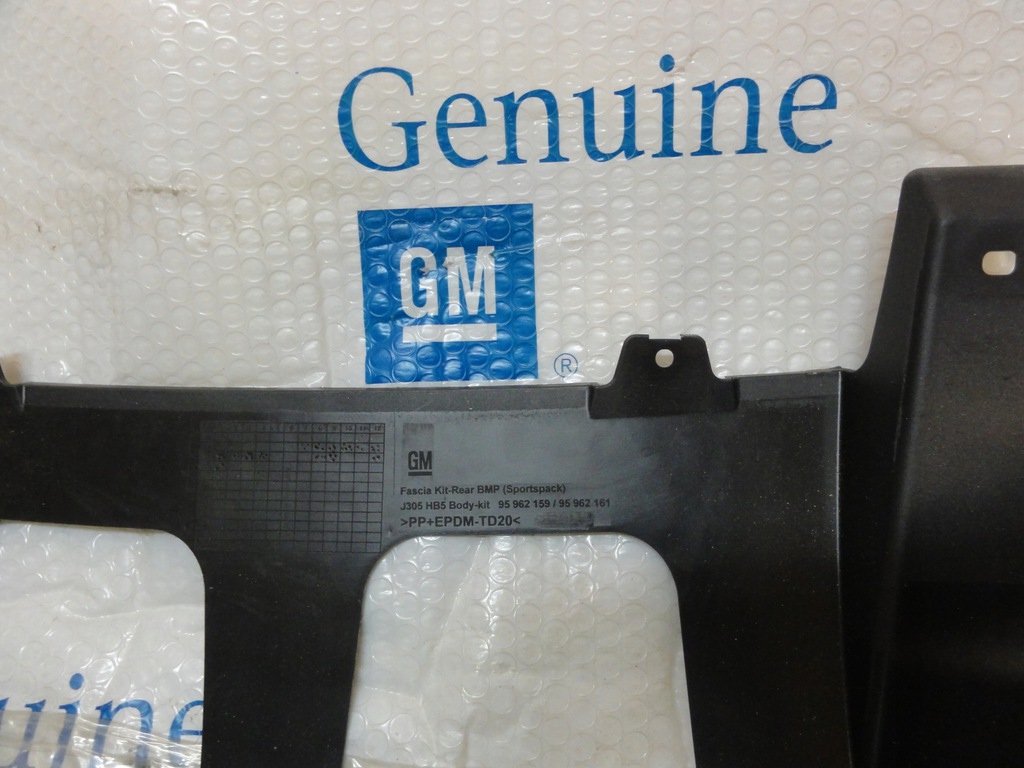 Genuine
GM
®
GM
Fascia Kit-Rear BMP (Sportspack)
J305 HB5 Body-kit 95 962 159 / 95 962 161
>PP+EPDM-TD20<
uine